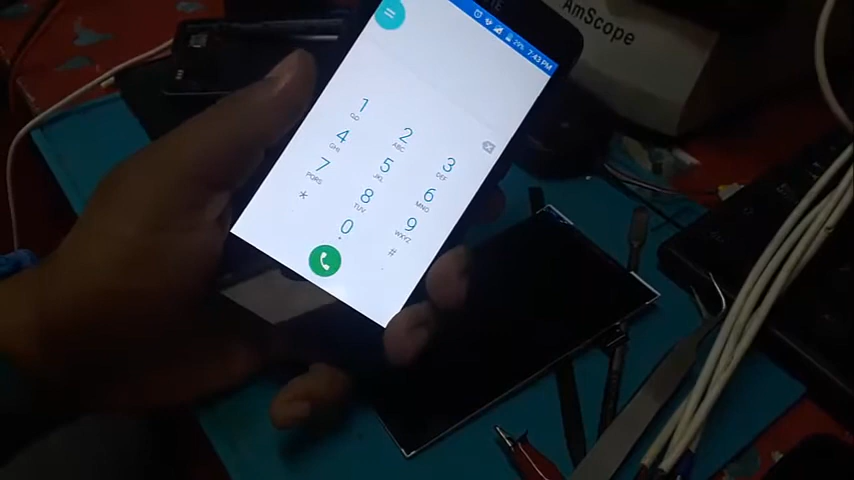 AmScope
29% 7:43 PM
1
2 ABC
3 DEF
4 GHI
5 JKL
6 MNO
7 PQRS
8 TUV
9 WXYZ
*
0
#